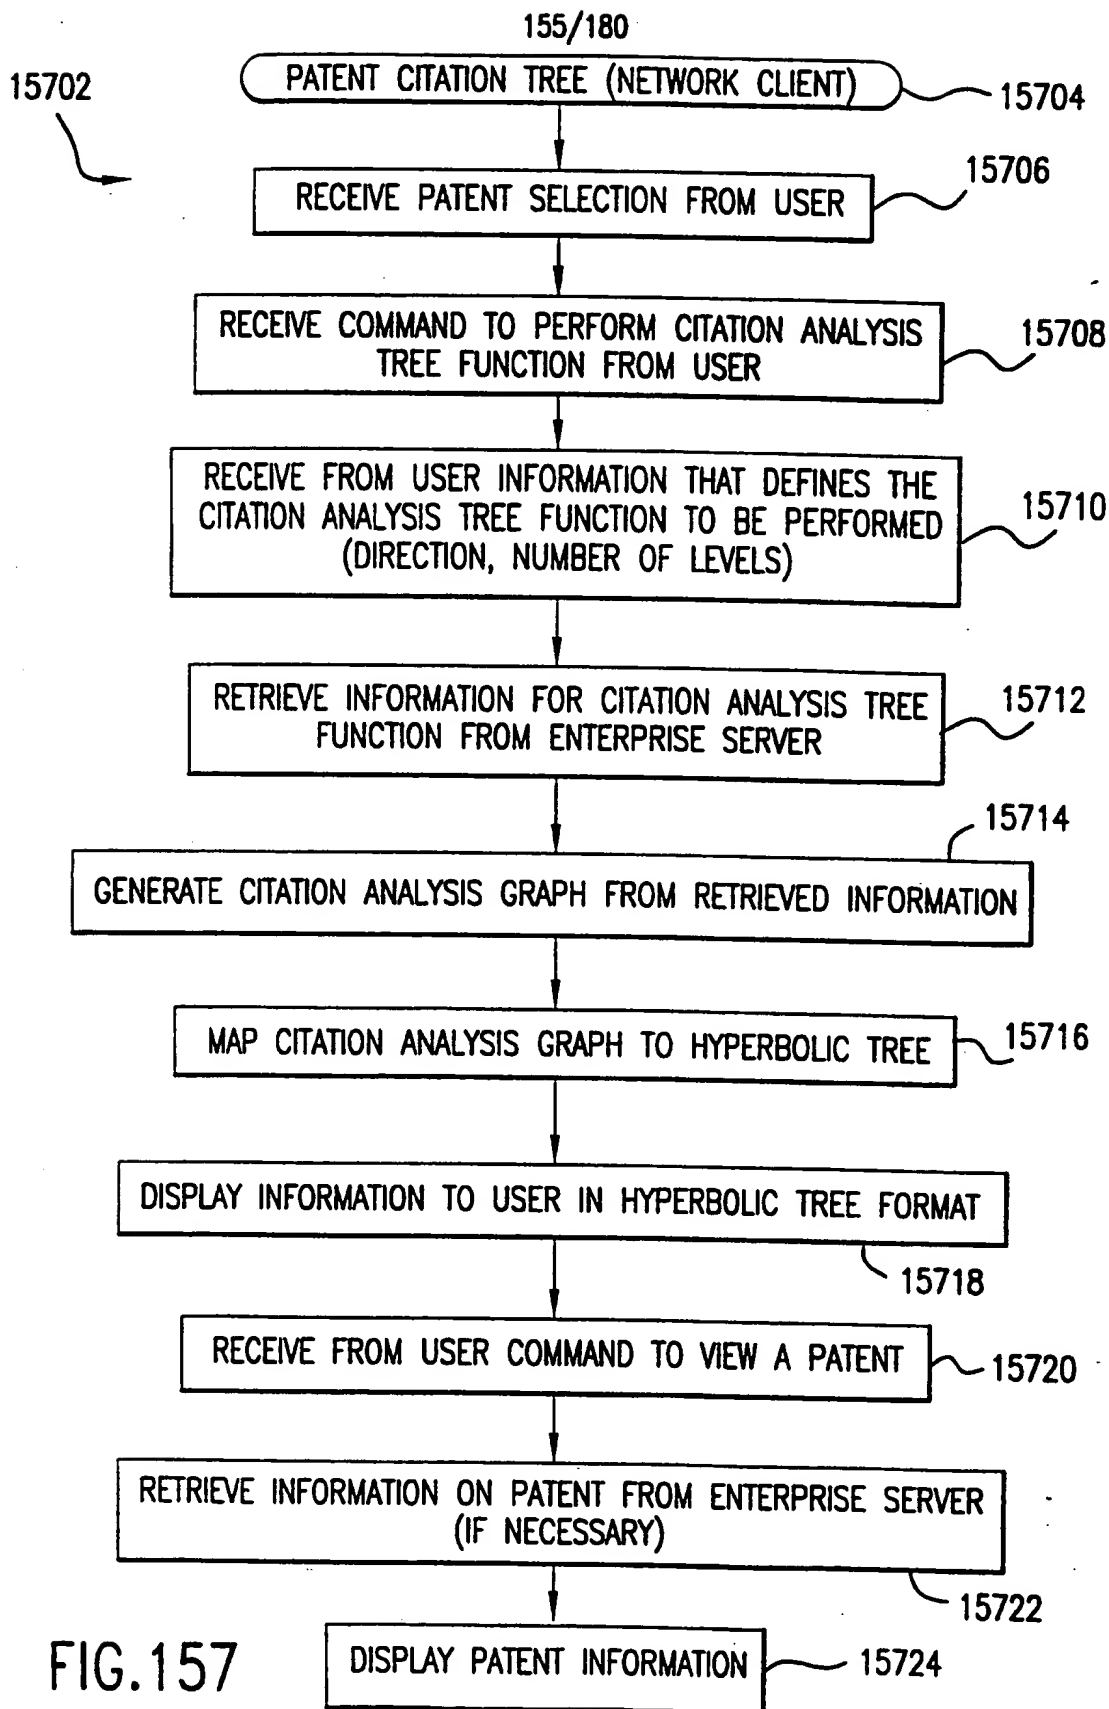 155/180
15702
PATENT CITATION TREE (NETWORK CLIENT)
15704
RECEIVE PATENT SELECTION FROM USER
15706
RECEIVE COMMAND TO PERFORM CITATION ANALYSIS
TREE FUNCTION FROM USER
15708
RECEIVE FROM USER INFORMATION THAT DEFINES THE
CITATION ANALYSIS TREE FUNCTION TO BE PERFORMED
(DIRECTION, NUMBER OF LEVELS)
15710
RETRIEVE INFORMATION FOR CITATION ANALYSIS TREE
FUNCTION FROM ENTERPRISE SERVER
15712
15714
GENERATE CITATION ANALYSIS GRAPH FROM RETRIEVED INFORMATION
MAP CITATION ANALYSIS GRAPH TO HYPERBOLIC TREE
15716
DISPLAY INFORMATION TO USER IN HYPERBOLIC TREE FORMAT
15718
RECEIVE FROM USER COMMAND TO VIEW A PATENT
15720
RETRIEVE INFORMATION ON PATENT FROM ENTERPRISE SERVER
(IF NECESSARY)
15722
DISPLAY PATENT INFORMATION
15724
FIG.157